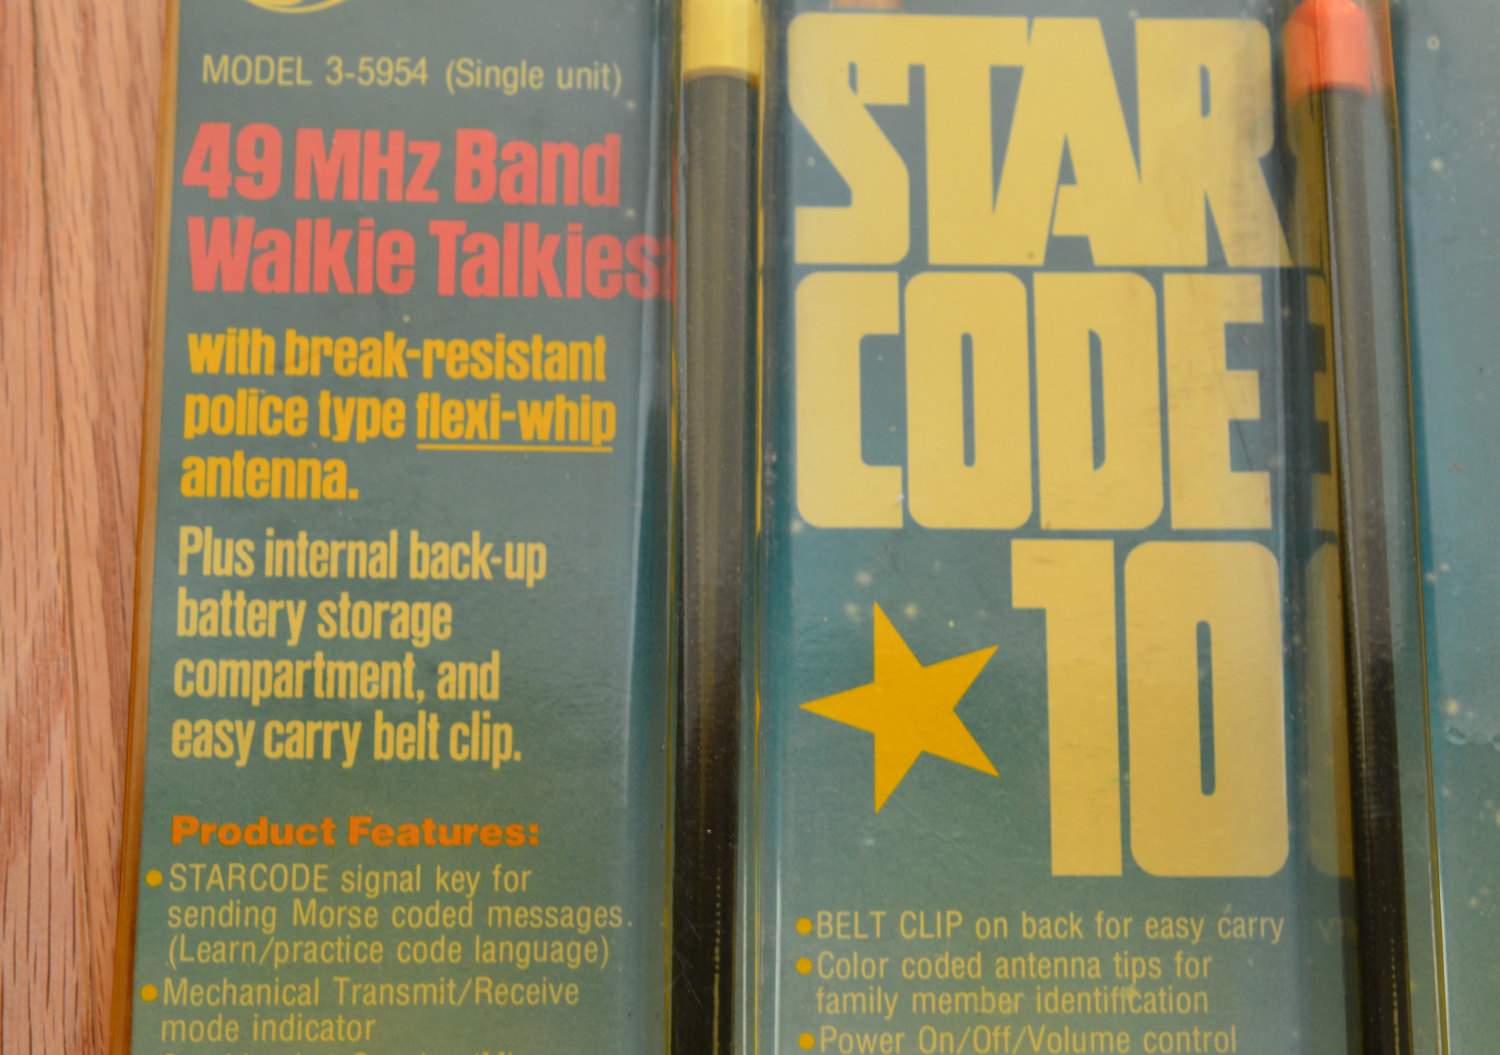 MODEL 3-5954 (Single unit)
49 MHz Band
Walkie Talkies
with break-resistant
police type flexi-whip
antenna.
Plus internal back-up
battery storage
compartment, and
easy carry belt clip.
Product Features:
•STARCODE signal key for
sending Morse coded messages.
(Learn/practice code language)
•Mechanical Transmit/Receive
mode indicator
STAR
CODE
10
•BELT CLIP on back for easy carry
•Color coded antenna tips for
family member identification
•Power On/Off/Volume control